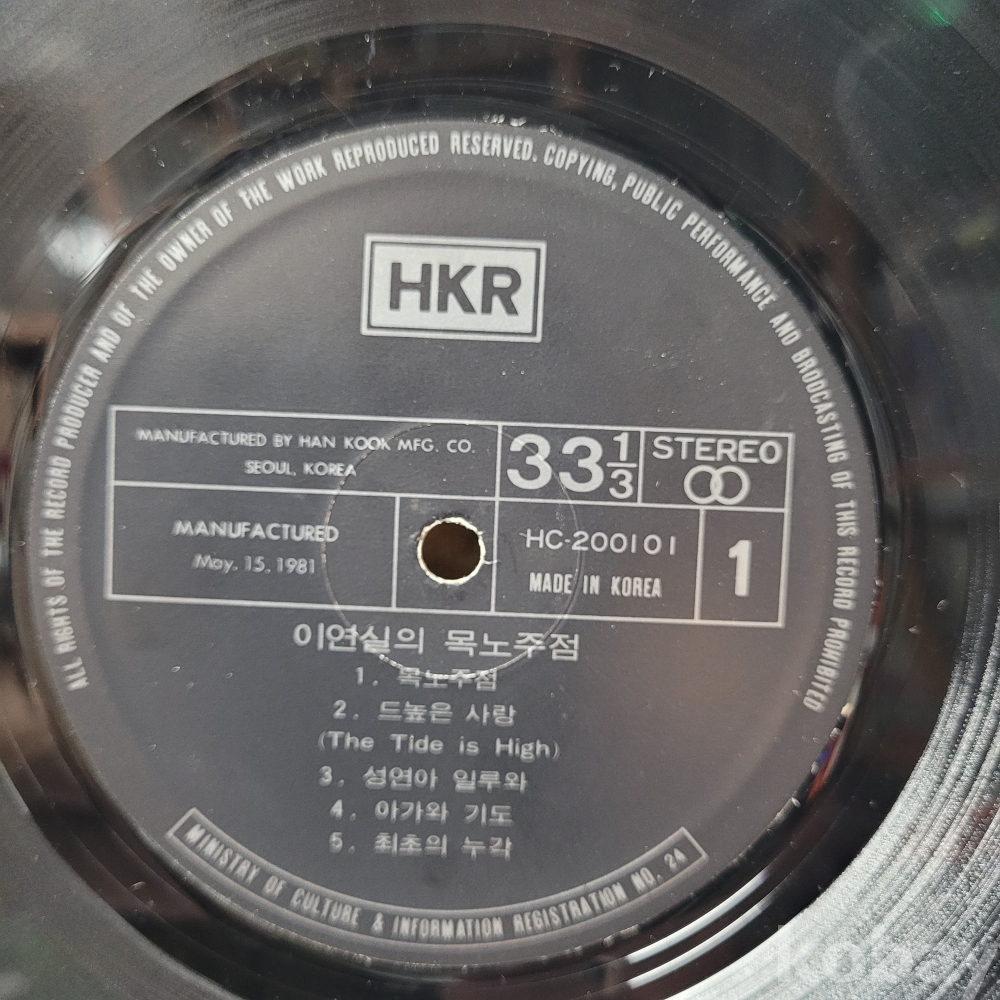 ALL RIGHTS OF THE RECORD PRODUCER AND OF THE OWNER OF THE WORK REPRODUCED RESERVED. COPYING, PUBLIC PERFORMANCE AND BRODCASTING OF THIS RECORD PROHIBITED
HKR
MANUFACTURED BY HAN KOOK MFG. CO.
SEOUL, KOREA
33 1/3
STEREO
MANUFACTURED
May. 15. 1981
HC-200101
MADE IN KOREA
1
이연실의 목노주점
1. 목노주점
2. 드높은 사랑
(The Tide is High)
3. 성연아 일루와
4. 아가와 기도
5. 최초의 누각
MINISTRY OF CULTURE & INFORMATION REGISTRATION NO. 24